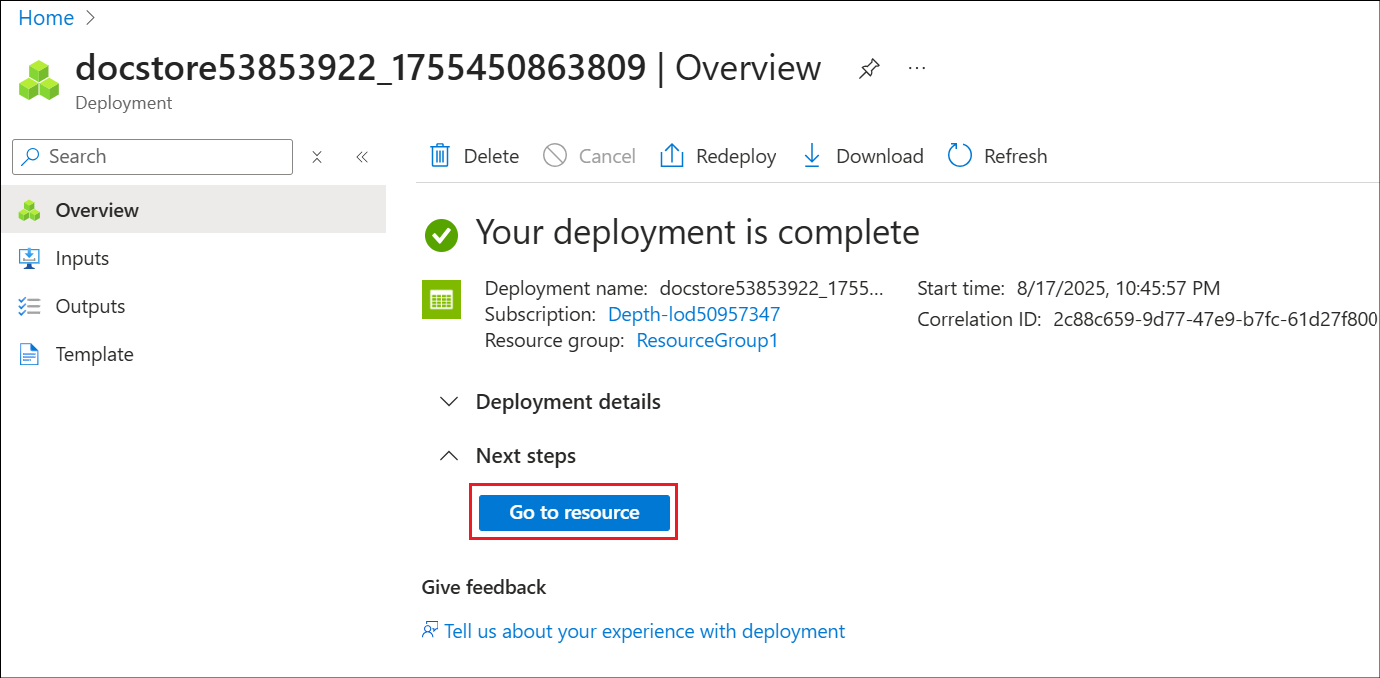 Home
docstore53853922_1755450863809 | Overview
Deployment
Search
Delete
Cancel
Redeploy
Download
Refresh
Overview
Inputs
Outputs
Template
Your deployment is complete
Deployment name: docstore53853922_1755...
Subscription: Depth-lod50957347
Resource group: ResourceGroup1
Start time: 8/17/2025, 10:45:57 PM
Correlation ID: 2c88c659-9d77-47e9-b7fc-61d27f800
Deployment details
Next steps
Go to resource
Give feedback
Tell us about your experience with deployment